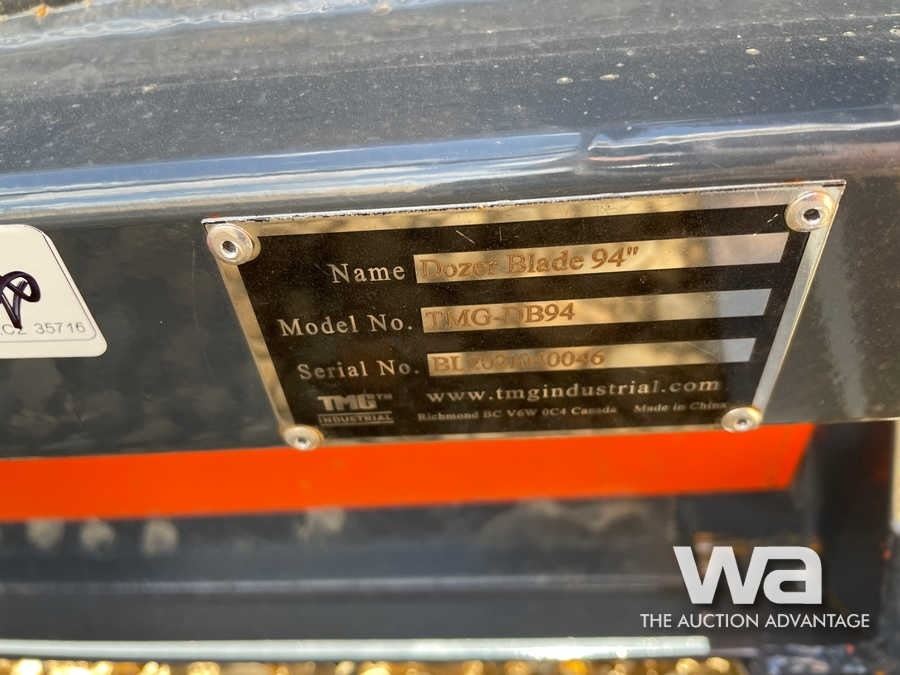 Name Dozer Blade 94"
Model No. TMG-DB94
Serial No.
TMG™
INDUSTRIAL
www.tmgindustrial.com
Richmond BC V6W 0C4 Canada Made in China
35716
wa
THE AUCTION ADVANTAGE